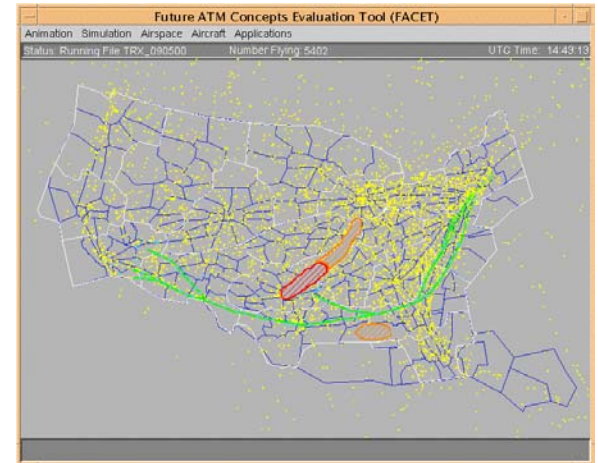 Future ATM Concepts Evaluation Tool (FACET)
Animation Simulation Airspace Aircraft Applications
Status: Running File TRX_090500 Number Flying: 5402 UTC Time: 14:43:13